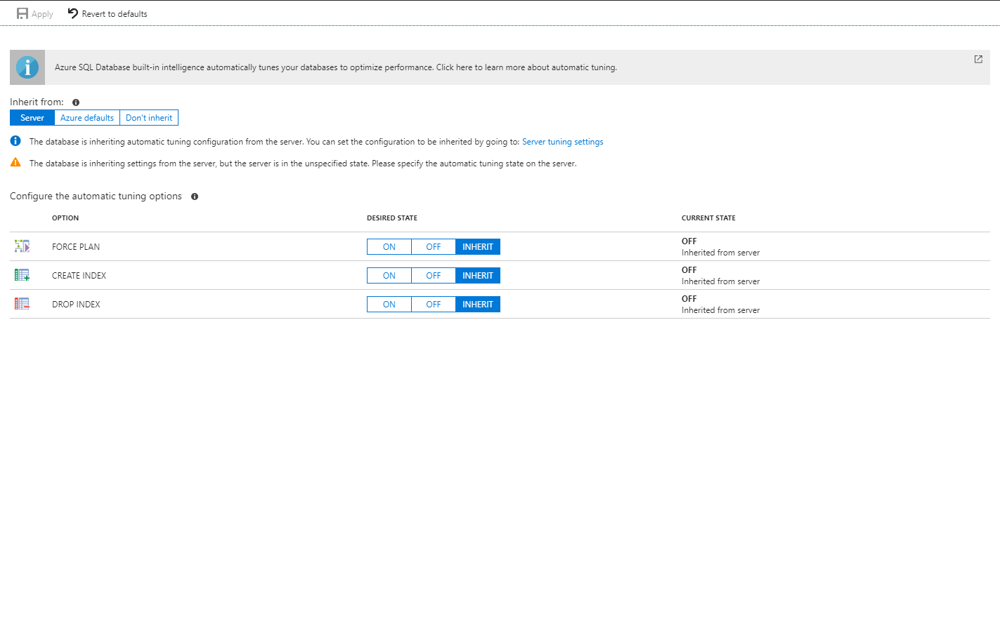 Apply Revert to defaults
Azure SQL Database built-in intelligence automatically tunes your databases to optimize performance. Click here to learn more about automatic tuning.
Inherit from:
Server Azure defaults Don't inherit
The database is inheriting automatic tuning configuration from the server. You can set the configuration to be inherited by going to: Server tuning settings
The database is inheriting settings from the server, but the server is in the unspecified state. Please specify the automatic tuning state on the server.
Configure the automatic tuning options
OPTION DESIRED STATE CURRENT STATE
FORCE PLAN ON OFF INHERIT OFF
Inherited from server
CREATE INDEX ON OFF INHERIT OFF
Inherited from server
DROP INDEX ON OFF INHERIT OFF
Inherited from server